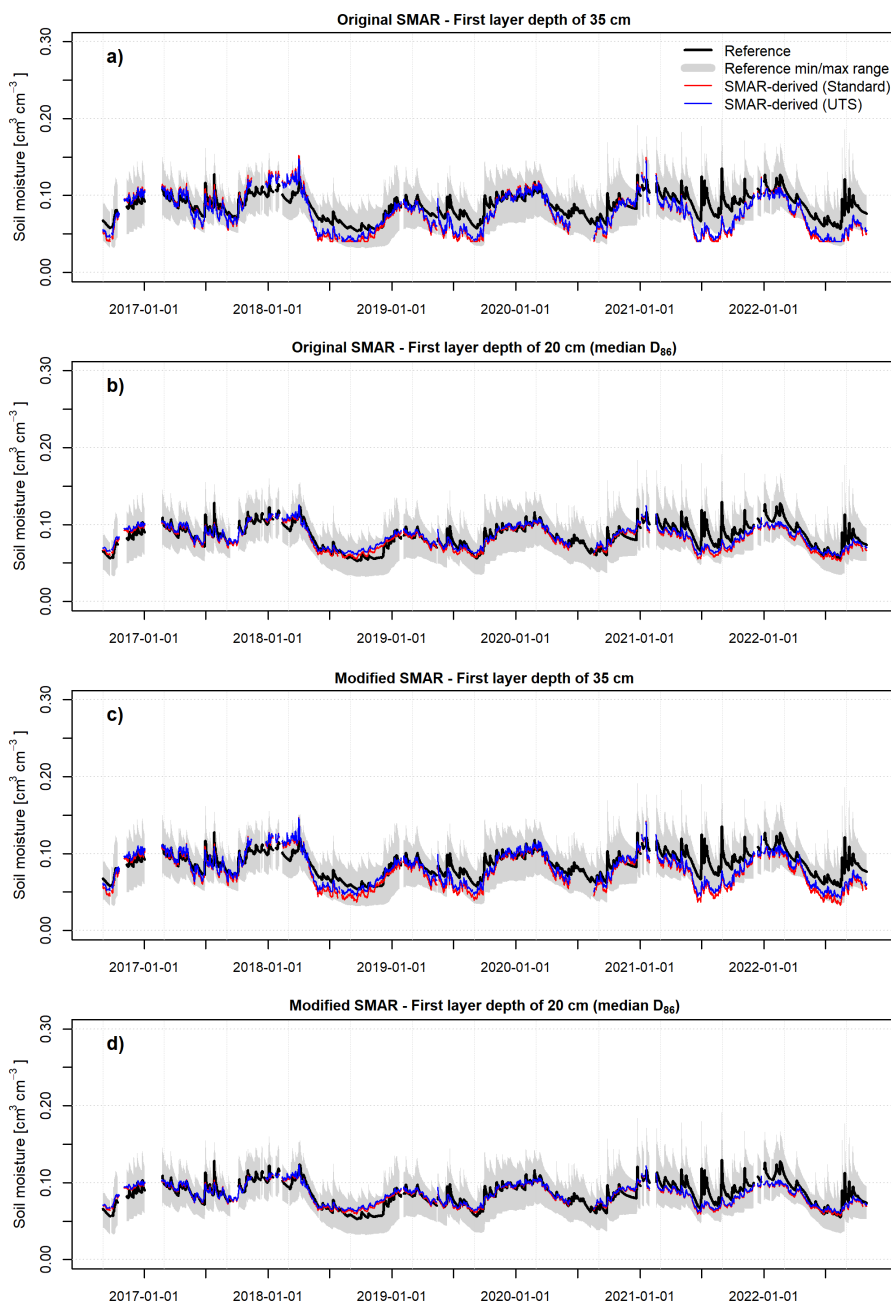 Original SMAR - First layer depth of 35 cm
a)
Reference
Reference min/max range
SMAR-derived (Standard)
SMAR-derived (UTS)
Soil moisture [cm³ cm⁻³ ]
0.30
0.20
0.10
0.00
2017-01-01 2018-01-01 2019-01-01 2020-01-01 2021-01-01 2022-01-01
Original SMAR - First layer depth of 20 cm (median D₈₆)
b)
Soil moisture [cm³ cm⁻³ ]
0.30
0.20
0.10
0.00
2017-01-01 2018-01-01 2019-01-01 2020-01-01 2021-01-01 2022-01-01
Modified SMAR - First layer depth of 35 cm
c)
Soil moisture [cm³ cm⁻³ ]
0.30
0.20
0.10
0.00
2017-01-01 2018-01-01 2019-01-01 2020-01-01 2021-01-01 2022-01-01
Modified SMAR - First layer depth of 20 cm (median D₈₆)
d)
Soil moisture [cm³ cm⁻³ ]
0.30
0.20
0.10
0.00
2017-01-01 2018-01-01 2019-01-01 2020-01-01 2021-01-01 2022-01-01